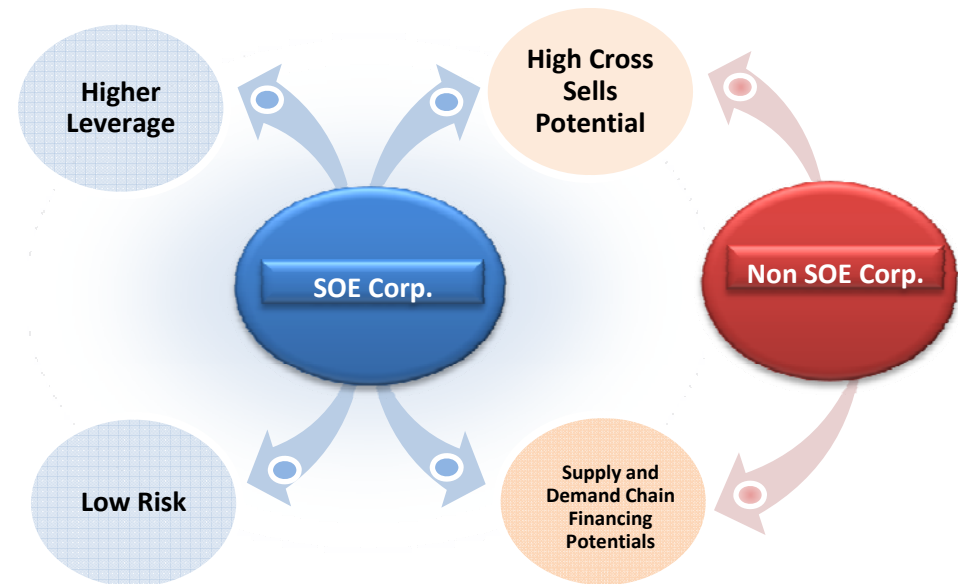 Higher
Leverage
High Cross
Sells
Potential
SOE Corp.
Non SOE Corp.
Low Risk
Supply and
Demand Chain
Financing
Potentials